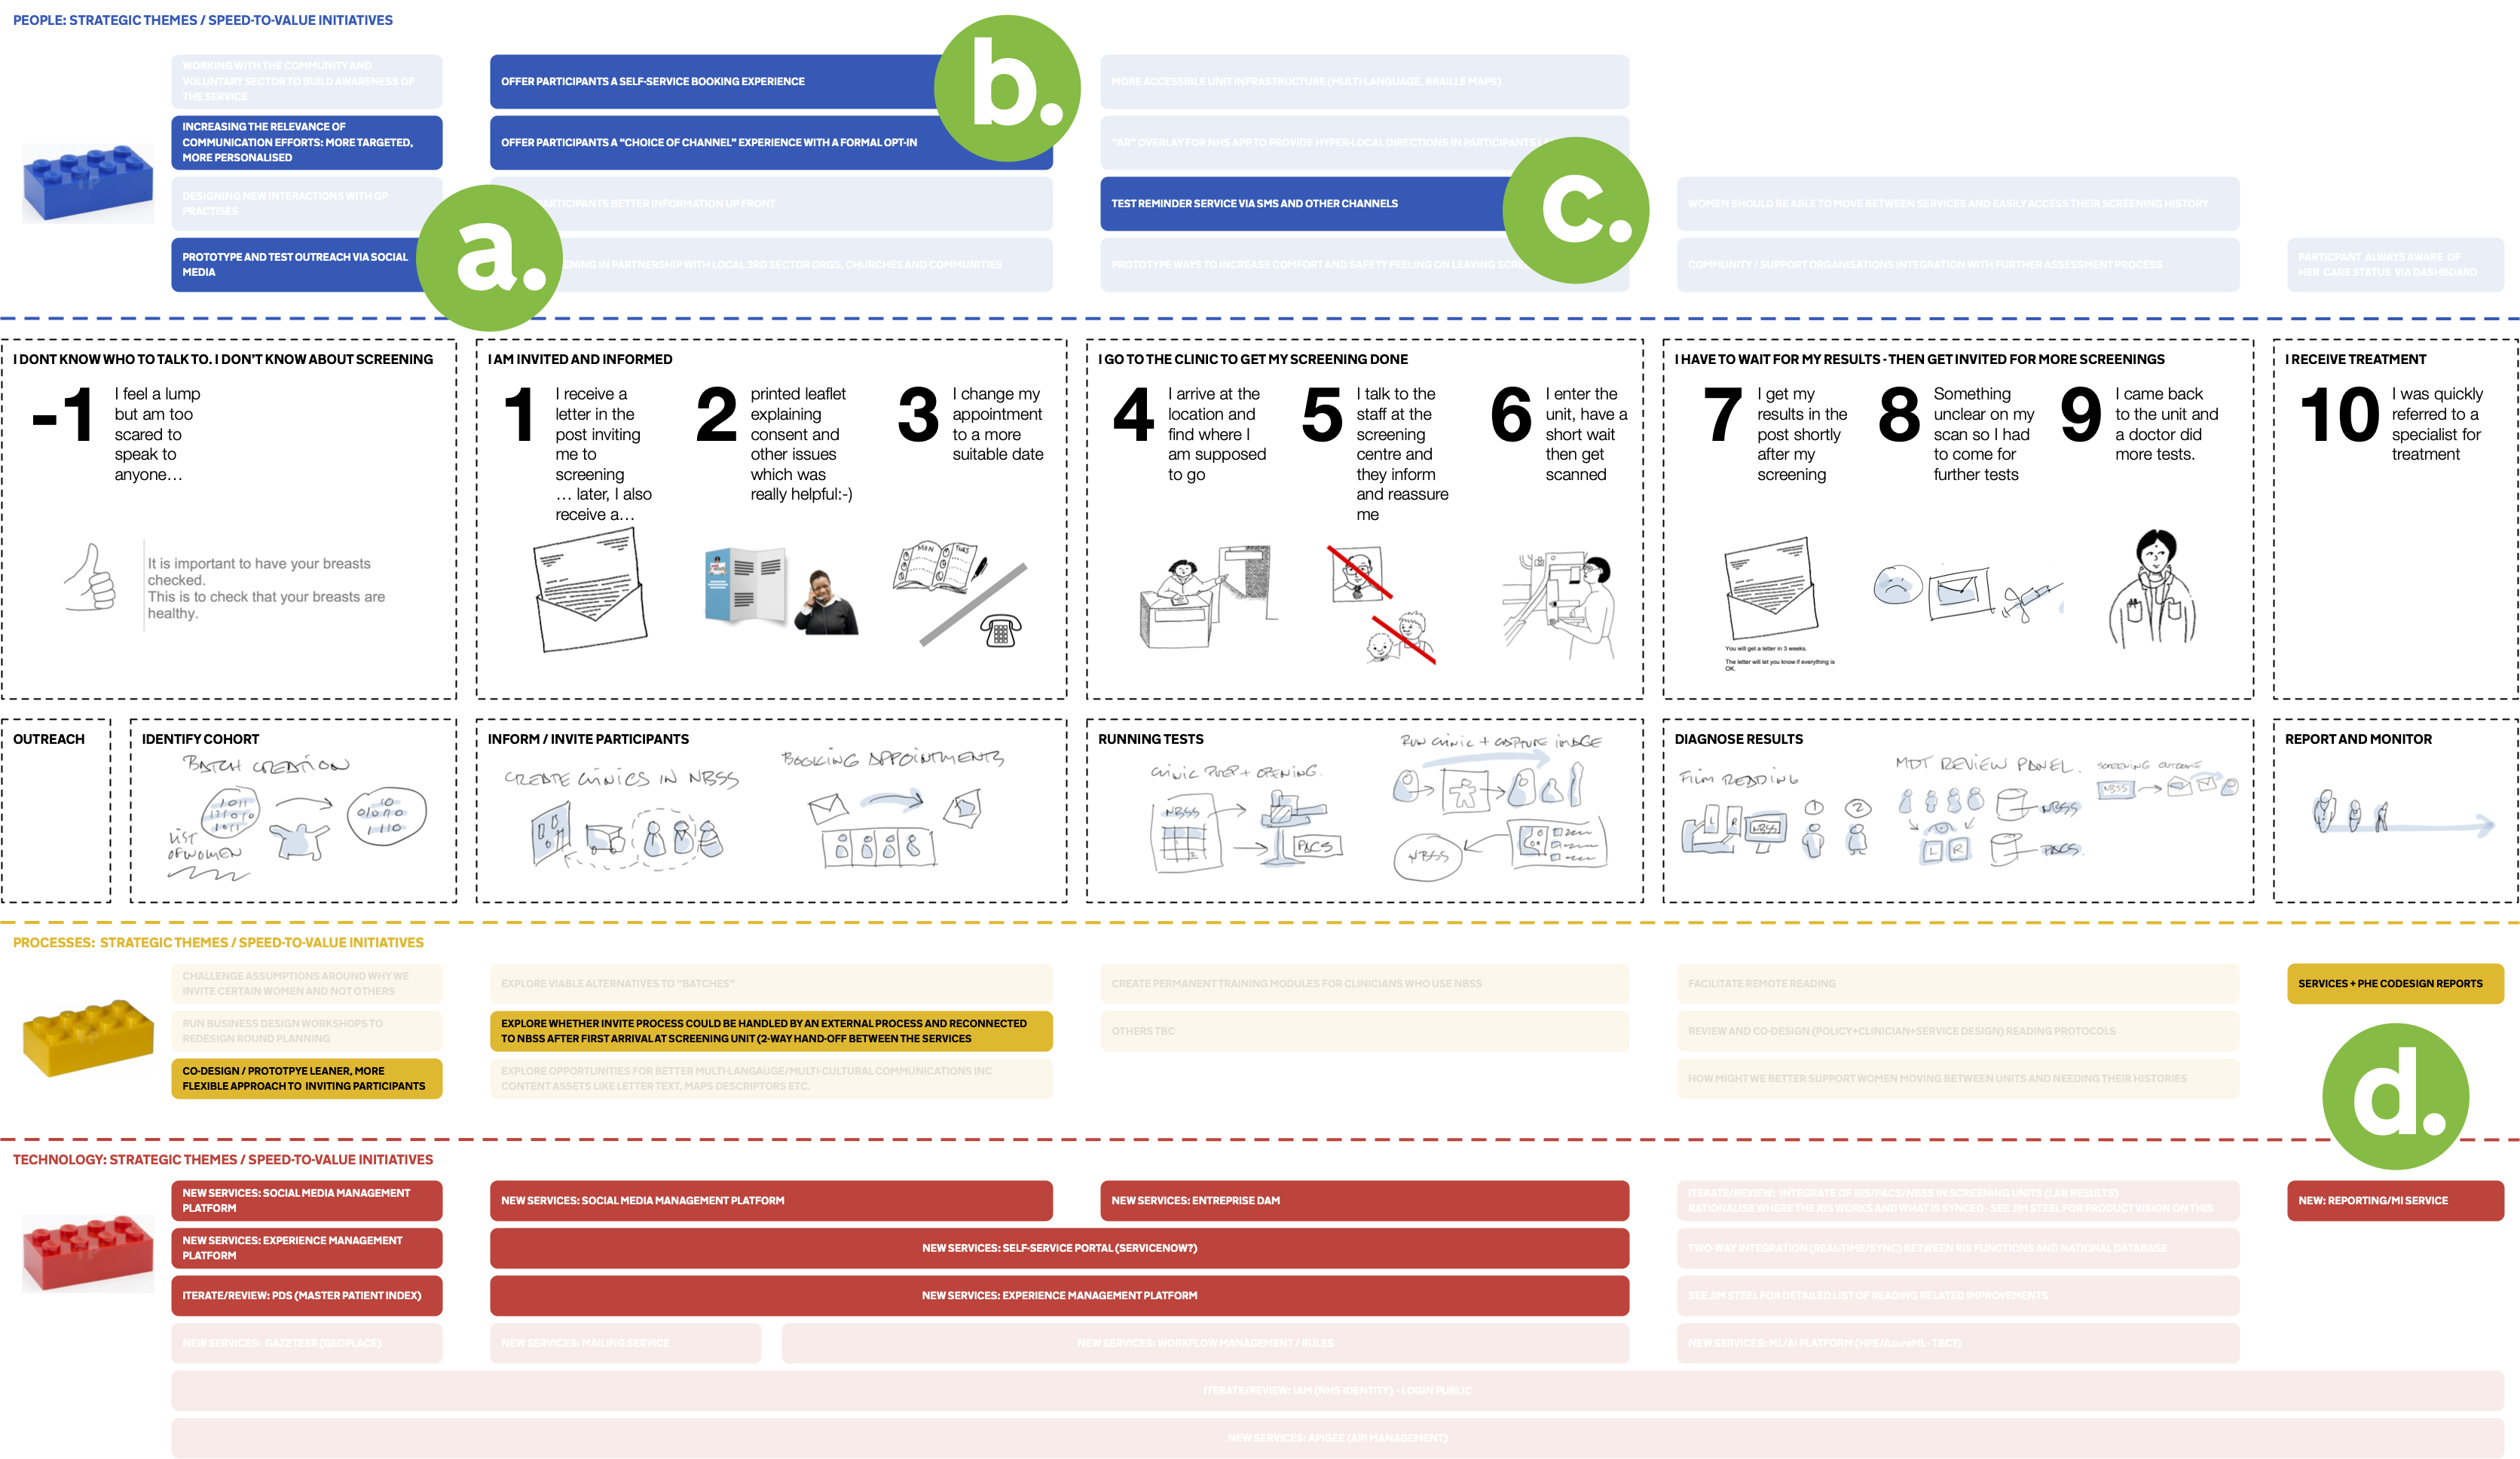 PEOPLE: STRATEGIC THEMES / SPEED-TO-VALUE INITIATIVES
WORKING WITH THE COMMUNITY AND
VOLUNTARY SECTOR TO BUILD AWARENESS OF
THE SERVICE
INCREASING THE RELEVANCE OF
COMMUNICATION EFFORTS: MORE TARGETED,
MORE PERSONALISED
DESIGNING NEW INTERACTIONS WITH GP
PRACTISES
PROTOTYPE AND TEST OUTREACH VIA SOCIAL
MEDIA
a.
OFFER PARTICIPANTS A SELF-SERVICE BOOKING EXPERIENCE
OFFER PARTICIPANTS A "CHOICE OF CHANNEL" EXPERIENCE WITH A FORMAL OPT-IN
PARTICIPANTS BETTER INFORMATION UP FRONT
IN PARTNERSHIP WITH LOCAL 3RD SECTOR ORGS, CHURCHES AND COMMUNITIES
b.
MORE ACCESSIBLE UNIT INFRASTRUCTURE (MULTI-LANGUAGE, BRAILLE MAPS)
"AR" OVERLAY FOR NHS APP TO PROVIDE HYPER-LOCAL DIRECTIONS IN PARTICIPANTS
TEST REMINDER SERVICE VIA SMS AND OTHER CHANNELS
PROTOTYPE WAYS TO INCREASE COMFORT AND SAFETY FEELING ON LEAVING
c.
WOMEN SHOULD BE ABLE TO MOVE BETWEEN SERVICES AND EASILY ACCESS THEIR SCREENING HISTORY
COMMUNITY / SUPPORT ORGANISATIONS INTEGRATION WITH FURTHER ASSESSMENT PROCESS
PARTICPANT ALWAYS AWARE OF
HER CARE STATUS VIA DASHBOARD
I DONT KNOW WHO TO TALK TO. I DON'T KNOW ABOUT SCREENING
-1
I feel a lump
but am too
scared to
speak to
anyone…
It is important to have your breasts
checked.
This is to check that your breasts are
healthy.
I AM INVITED AND INFORMED
1
I receive a
letter in the
post inviting
me to
screening
… later, I also
receive a…
2
printed leaflet
explaining
consent and
other issues
which was
really helpful:-)
3
I change my
appointment
to a more
suitable date
MON
TUES
I GO TO THE CLINIC TO GET MY SCREENING DONE
4
I arrive at the
location and
find where I
am supposed
to go
5
I talk to the
staff at the
screening
centre and
they inform
and reassure
me
6
I enter the
unit, have a
short wait
then get
scanned
I HAVE TO WAIT FOR MY RESULTS - THEN GET INVITED FOR MORE SCREENINGS
7
I get my
results in the
post shortly
after my
screening
You will get a letter in 3 weeks.
The letter will let you know if everything is
OK.
8
Something
unclear on my
scan so I had
to come for
further tests
9
I came back
to the unit and
a doctor did
more tests.
I RECEIVE TREATMENT
10
I was quickly
referred to a
specialist for
treatment
OUTREACH
IDENTIFY COHORT
BATCH CREATION
LIST
OF WOMEN
INFORM / INVITE PARTICIPANTS
CREATE CLINICS IN NBSS
BOOKING APPOINTMENTS
RUNNING TESTS
CLINIC PREP + OPENING.
NBSS
PACS
RUN CLINIC + CAPTURE IMAGE
NBSS
DIAGNOSE RESULTS
FILM READING
L R NBSS
1 2
MDT REVIEW PANEL.
NBSS
L R
PACS
SCREENING OUTCOME
NBSS
REPORT AND MONITOR
PROCESSES: STRATEGIC THEMES / SPEED-TO-VALUE INITIATIVES
CHALLENGE ASSUMPTIONS AROUND WHY WE
INVITE CERTAIN WOMEN AND NOT OTHERS
RUN BUSINESS DESIGN WORKSHOPS TO
REDESIGN ROUND PLANNING
CO-DESIGN / PROTOTPYE LEANER, MORE
FLEXIBLE APPROACH TO INVITING PARTICIPANTS
EXPLORE VIABLE ALTERNATIVES TO "BATCHES"
EXPLORE WHETHER INVITE PROCESS COULD BE HANDLED BY AN EXTERNAL PROCESS AND RECONNECTED
TO NBSS AFTER FIRST ARRIVAL AT SCREENING UNIT (2-WAY HAND-OFF BETWEEN THE SERVICES
EXPLORE OPPORTUNITIES FOR BETTER MULTI-LANGAUGE/MULTI-CULTURAL COMMUNICATIONS INC
CONTENT ASSETS LIKE LETTER TEXT, MAPS DESCRIPTORS ETC.
CREATE PERMANENT TRAINING MODULES FOR CLINICIANS WHO USE NBSS
OTHERS TBC
FACILITATE REMOTE READING
REVIEW AND CO-DESIGN (POLICY+CLINICIAN+SERVICE DESIGN) READING PROTOCOLS
HOW MIGHT WE BETTER SUPPORT WOMEN MOVING BETWEEN UNITS AND NEEDING THEIR HISTORIES
SERVICES + PHE CODESIGN REPORTS
d.
TECHNOLOGY: STRATEGIC THEMES / SPEED-TO-VALUE INITIATIVES
NEW SERVICES: SOCIAL MEDIA MANAGEMENT
PLATFORM
NEW SERVICES: EXPERIENCE MANAGEMENT
PLATFORM
ITERATE/REVIEW: PDS (MASTER PATIENT INDEX)
NEW SERVICES: GAZETEER (GEOPLACE)
NEW SERVICES: SOCIAL MEDIA MANAGEMENT PLATFORM
NEW SERVICES: ENTREPRISE DAM
NEW SERVICES: SELF-SERVICE PORTAL (SERVICENOW?)
NEW SERVICES: EXPERIENCE MANAGEMENT PLATFORM
NEW SERVICES: MAILING SERVICE
NEW SERVICES: WORKFLOW MANAGEMENT / RULES
ITERATE/REVIEW: INTEGRATE OF RIS/PACS/NBSS IN SCREENING UNITS (LAB RESULTS)
RATIONALISE WHERE THE RIS WORKS AND WHAT IS SYNCED - SEE JIM STEEL FOR PRODUCT VISION ON THIS
TWO-WAY INTEGRATION (REAL-TIME/SYNC) BETWEEN RIS FUNCTIONS AND NATIONAL DATABASE
SEE JIM STEEL FOR DETAILED LIST OF READING RELATED IMPROVEMENTS
NEW SERVICES: ML/AI PLATFORM (HPE/AzureML - TBC?)
NEW: REPORTING/MI SERVICE
ITERATE/REVIEW: IAM (NHS IDENTITY) - LOGIN PUBLIC
NEW SERVICES: APIGEE (API MANAGEMENT)